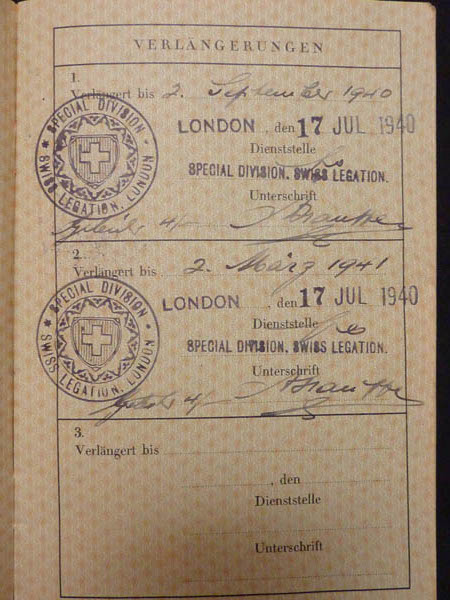 VERLÄNGERUNGEN
1.
Verlängert bis 2. September 1940
LONDON, den 17 JUL 1940
Dienststelle
SPECIAL DIVISION, SWISS LEGATION.
Unterschrift
SPECIAL DIVISION
SWISS LEGATION, LONDON
4/-
2.
Verlängert bis 2. März 1941
LONDON, den 17 JUL 1940
Dienststelle
SPECIAL DIVISION, SWISS LEGATION.
Unterschrift
SPECIAL DIVISION
SWISS LEGATION, LONDON
4/-
3.
Verlängert bis
, den
Dienststelle
Unterschrift